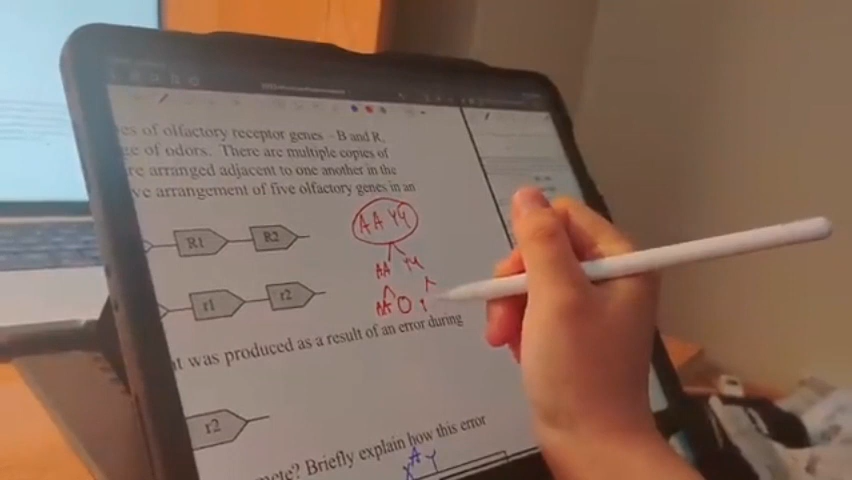 es of olfactory receptor genes - B and R,
ge of odors. There are multiple copies of
re arranged adjacent to one another in the
ve arrangement of five olfactory genes in an
R1 R2
AA YY
AA YY
r1 r2
AA O Y
at was produced as a result of an error during
r2
mete? Briefly explain how this error